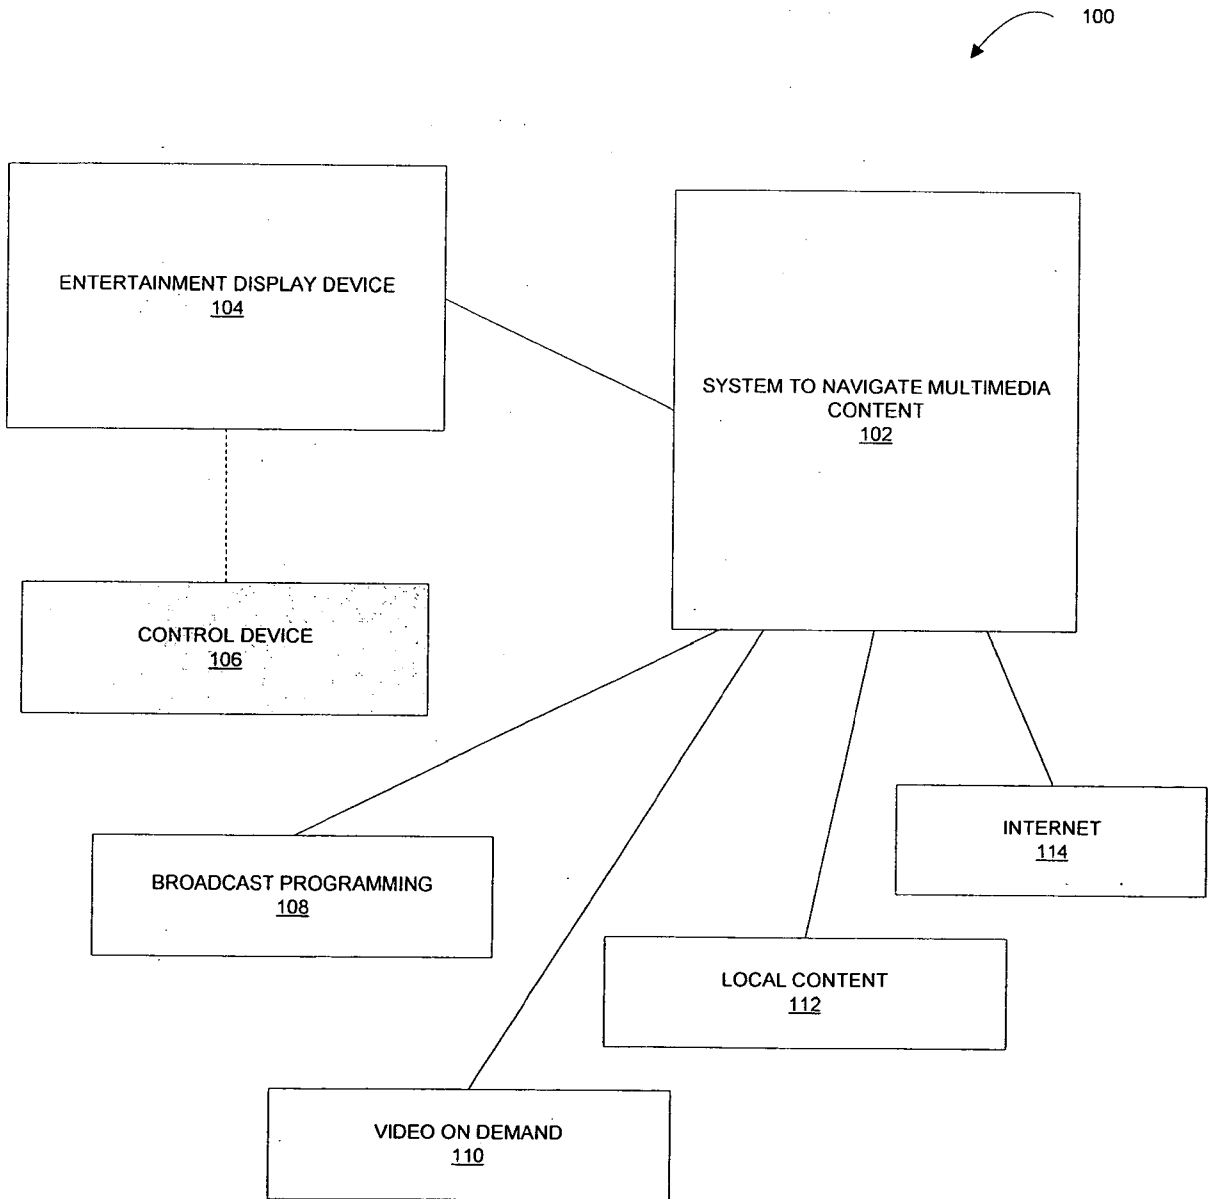 100
ENTERTAINMENT DISPLAY DEVICE
104
SYSTEM TO NAVIGATE MULTIMEDIA
CONTENT
102
CONTROL DEVICE
106
INTERNET
114
BROADCAST PROGRAMMING
108
LOCAL CONTENT
112
VIDEO ON DEMAND
110